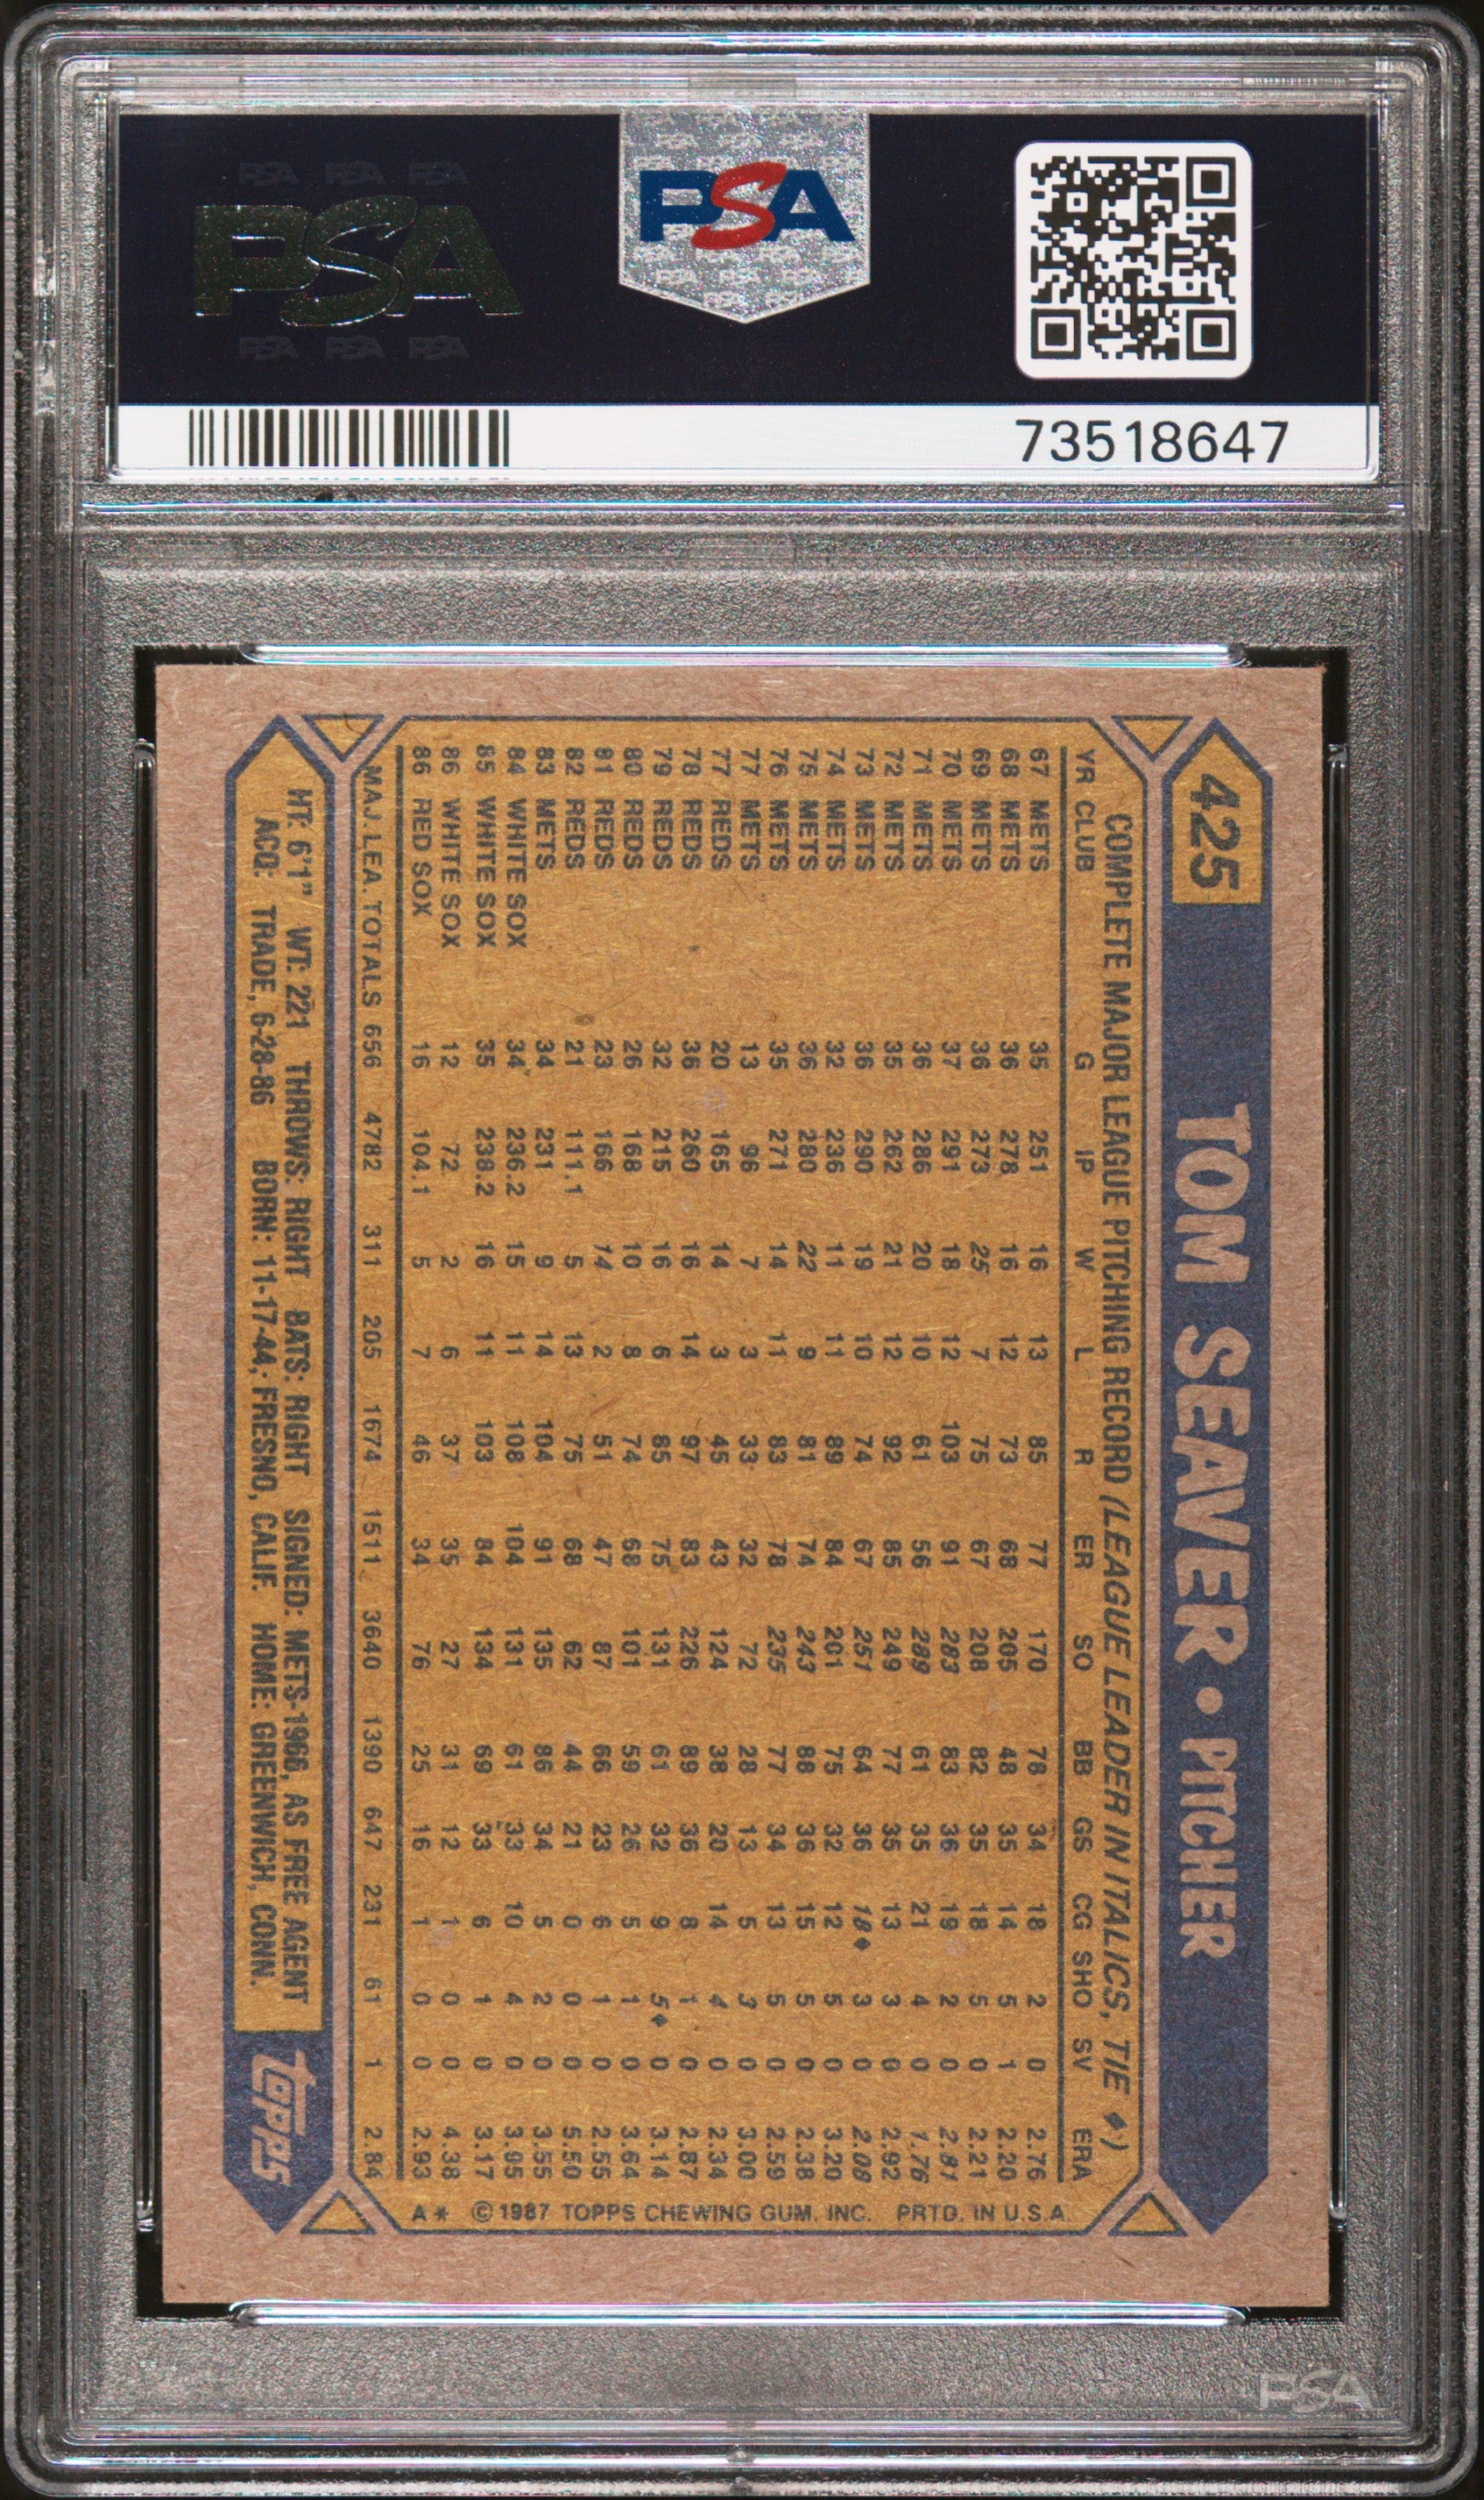 PSA PSA PSA
PSA
PSA PSA PSA
PSA
73518647
425 TOM SEAVER • PITCHER
COMPLETE MAJOR LEAGUE PITCHING RECORD (LEAGUE LEADER IN ITALICS, TIE ♦)
YR CLUB G IP W L R ER SO BB GS CG SHO SV ERA
67 METS 35 251 16 13 85 77 170 78 34 18 2 0 2.76
68 METS 36 278 16 12 73 68 205 48 35 14 5 1 2.20
69 METS 36 273 25 7 75 67 208 82 35 18 5 0 2.21
70 METS 37 291 18 12 103 91 283 83 36 19 2 0 2.81
71 METS 36 286 20 10 61 56 289 61 35 21 4 0 1.76
72 METS 35 262 21 12 92 85 249 77 35 13 3 0 2.92
73 METS 36 290 19 10 74 67 251 64 36 18♦ 3 0 2.08
74 METS 32 236 11 11 89 84 201 75 32 12 5 0 3.20
75 METS 36 280 22 9 81 74 243 88 36 15 5 0 2.38
76 METS 35 271 14 11 83 78 235 77 34 13 5 0 2.59
77 METS 13 96 7 3 33 32 72 28 13 5 3 0 3.00
77 REDS 20 165 14 3 45 43 124 38 20 14 4 0 2.34
78 REDS 36 260 16 14 97 83 226 89 36 8 1 0 2.87
79 REDS 32 215 16 6 85 75 131 61 32 9 5♦ 0 3.14
80 REDS 26 168 10 8 74 68 101 59 26 5 1 0 3.64
81 REDS 23 166 14 2 51 47 87 66 23 6 1 0 2.55
82 REDS 21 111.1 5 13 75 68 62 44 21 0 0 0 5.50
83 METS 34 231 9 14 104 91 135 86 34 5 2 0 3.55
84 WHITE SOX 34 236.2 15 11 108 104 131 61 33 10 4 0 3.95
85 WHITE SOX 35 238.2 16 11 103 84 134 69 33 6 1 0 3.17
86 WHITE SOX 12 72 2 6 37 35 27 31 12 1 0 0 4.38
86 RED SOX 16 104.1 5 7 46 34 76 25 16 1 0 0 2.93
MAJ. LEA. TOTALS 656 4782 311 205 1674 1511 3640 1390 647 231 61 1 2.84
A* © 1987 TOPPS CHEWING GUM, INC. PRTD. IN U.S.A.
HT: 6'1" WT: 221 THROWS: RIGHT BATS: RIGHT SIGNED: METS-1966, AS FREE AGENT
ACQ: TRADE, 6-28-86 BORN: 11-17-44, FRESNO, CALIF. HOME: GREENWICH, CONN.
topps
PSA